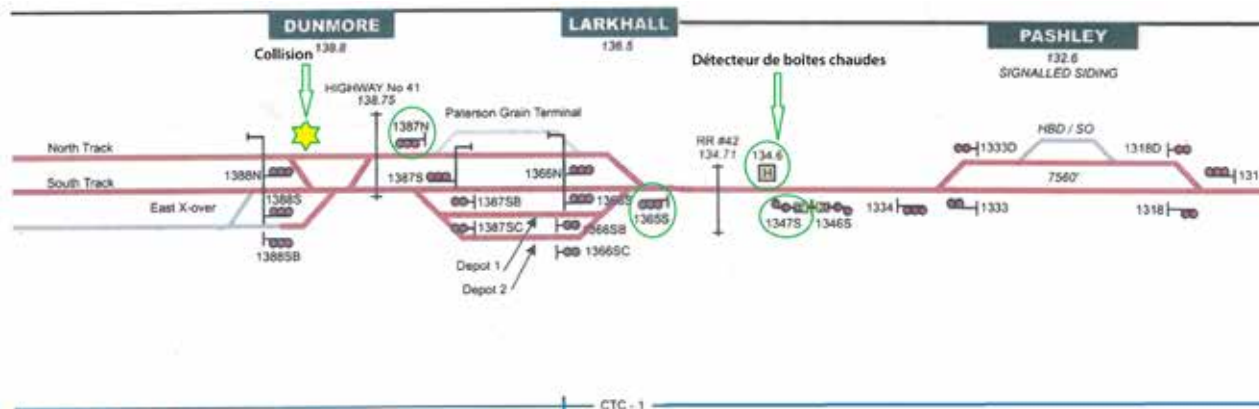 DUNMORE
138.8
LARKHALL
136.5
PASHLEY
132.6
SIGNALLED SIDING
Collision
Détecteur de boîtes chaudes
HIGHWAY No 41
138.75
Paterson Grain Terminal
1387N
RR #42
134.71
134.6
H
1333D
HBD / SO
1318D
North Track
1388N
1387S
1366N
7560'
131
South Track
1388S
1387SB
1366S
1365S
1347S
1346S
1334
1333
1318
East X-over
1387SC
1366SB
1388SB
Depot 1
1366SC
Depot 2
CTC - 1